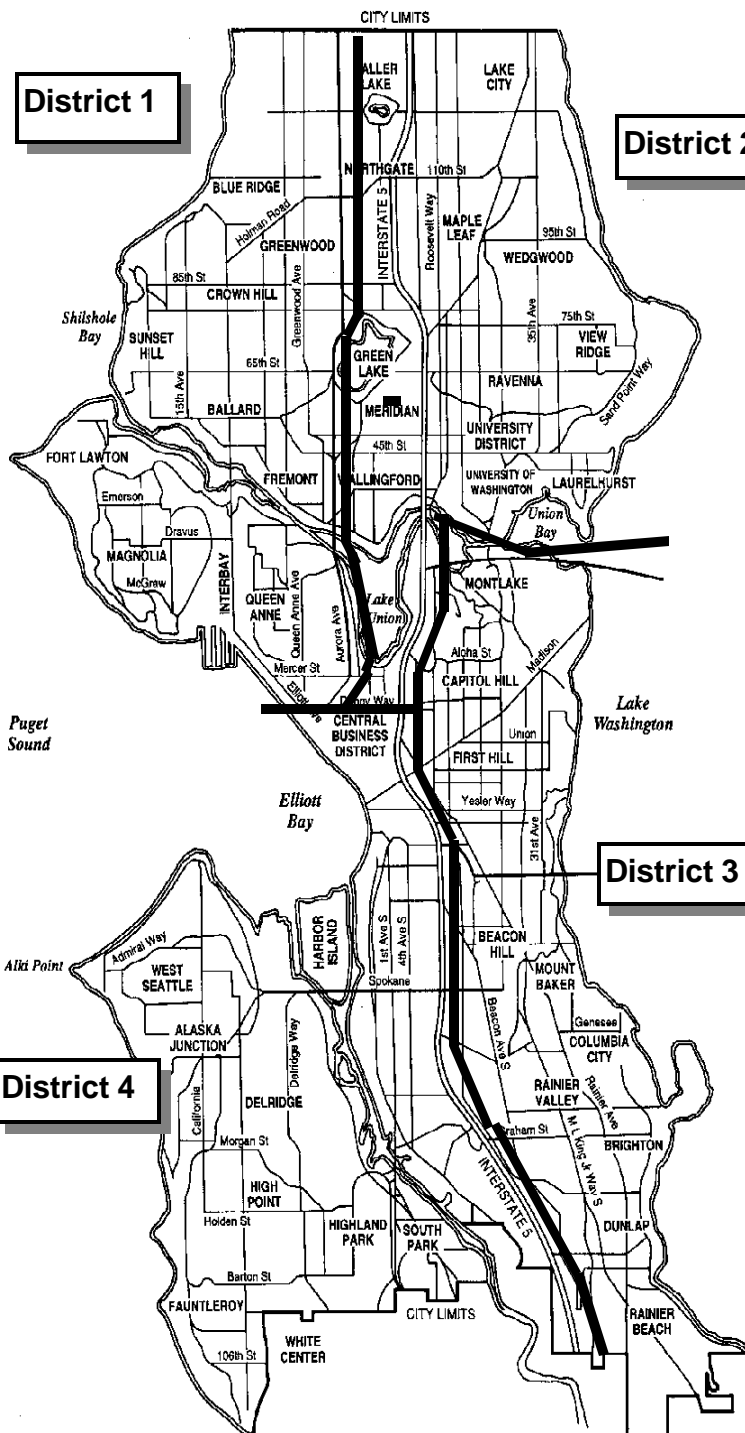 CITY LIMITS
ALLER
LAKE
LAKE
CITY
District 1
District 2
NORTHGATE
110th St
BLUE RIDGE
Holman Road
INTERSTATE 5
Roosevelt Way
MAPLE
LEAF
95th St
GREENWOOD
WEDGWOOD
85th St
CROWN HILL
Greenwood Ave
35th Ave
Shilshole
Bay
SUNSET
HILL
75th St
VIEW
RIDGE
GREEN
LAKE
65th St
RAVENNA
Sand Point Way
15th Ave
BALLARD
MERIDIAN
UNIVERSITY
DISTRICT
45th St
FORT LAWTON
FREMONT
WALLINGFORD
UNIVERSITY OF
WASHINGTON
LAURELHURST
Emerson
Union
Bay
Dravus
MAGNOLIA
McGraw
INTERBAY
QUEEN
ANNE
Queen Anne Ave
Aurora Ave
Lake
Union
MONTLAKE
Aloha St
Madison
Mercer St
CAPITOL HILL
Elliott Ave
Denny Way
CENTRAL
BUSINESS
DISTRICT
Lake
Washington
Puget
Sound
Union
FIRST HILL
Elliott
Bay
Yesler Way
31st Ave
District 3
HARBOR
ISLAND
1st Ave S
4th Ave S
BEACON
HILL
Admiral Way
Alki Point
WEST
SEATTLE
Spokane
MOUNT
BAKER
Genesee
ALASKA
JUNCTION
Delridge Way
Beacon Ave S
COLUMBIA
CITY
District 4
California
DELRIDGE
RAINIER
VALLEY
Rainier Ave
Graham St
M L King Jr Way S
BRIGHTON
Morgan St
INTERSTATE 5
HIGH
POINT
Holden St
HIGHLAND
PARK
SOUTH
PARK
DUNLAP
Barton St
FAUNTLEROY
CITY LIMITS
RAINIER
BEACH
WHITE
CENTER
106th St